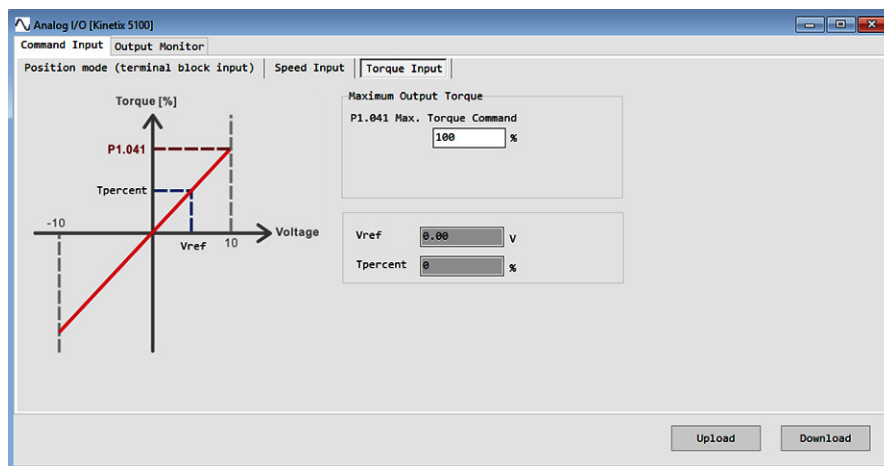 Analog I/O [Kinetix 5100]
Command Input Output Monitor
Position mode (terminal block input) Speed Input Torque Input
Torque [%]
P1.041
Tpercent
-10
Vref
10
Voltage
Maximum Output Torque
P1.041 Max. Torque Command
100 %
Vref 0.00 V
Tpercent 0 %
Upload Download